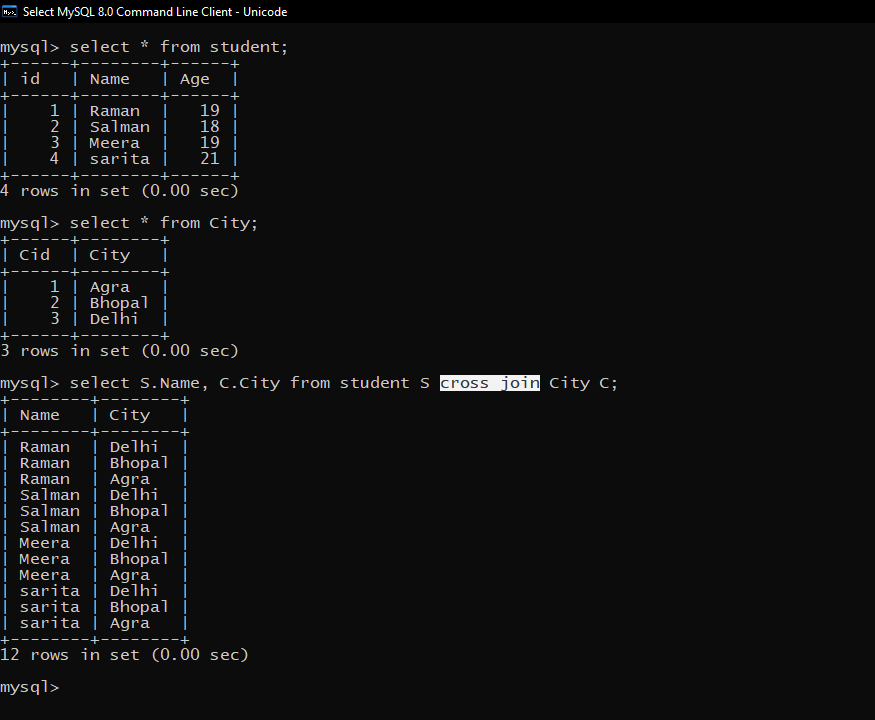 Select MySQL 8.0 Command Line Client - Unicode
mysql> select * from student;
+------+--------+------+
| id   | Name   | Age  |
+------+--------+------+
|    1 | Raman  |   19 |
|    2 | Salman |   18 |
|    3 | Meera  |   19 |
|    4 | sarita |   21 |
+------+--------+------+
4 rows in set (0.00 sec)
mysql> select * from City;
+------+--------+
| Cid  | City   |
+------+--------+
|    1 | Agra   |
|    2 | Bhopal |
|    3 | Delhi  |
+------+--------+
3 rows in set (0.00 sec)
mysql> select S.Name, C.City from student S cross join City C;
+--------+--------+
| Name   | City   |
+--------+--------+
| Raman  | Delhi  |
| Raman  | Bhopal |
| Raman  | Agra   |
| Salman | Delhi  |
| Salman | Bhopal |
| Salman | Agra   |
| Meera  | Delhi  |
| Meera  | Bhopal |
| Meera  | Agra   |
| sarita | Delhi  |
| sarita | Bhopal |
| sarita | Agra   |
+--------+--------+
12 rows in set (0.00 sec)
mysql>